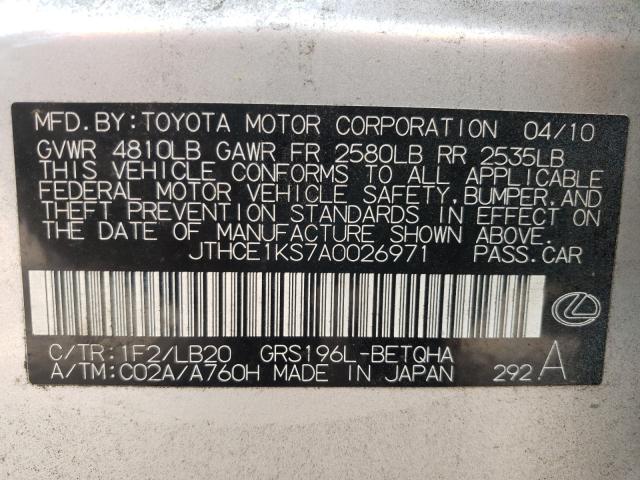 MFD.BY:TOYOTA MOTOR CORPORATION 04/10
GVWR 4810LB GAWR FR 2580LB RR 2535LB
THIS VEHICLE CONFORMS TO ALL APPLICABLE
FEDERAL MOTOR VEHICLE SAFETY,BUMPER,AND
THEFT PREVENTION STANDARDS IN EFFECT ON
THE DATE OF MANUFACTURE SHOWN ABOVE.
JTHCE1KS7A0026971 PASS.CAR
C/TR:1F2/LB20 GRS196L-BETQHA
A/TM:C02A/A760H MADE IN JAPAN 292 A